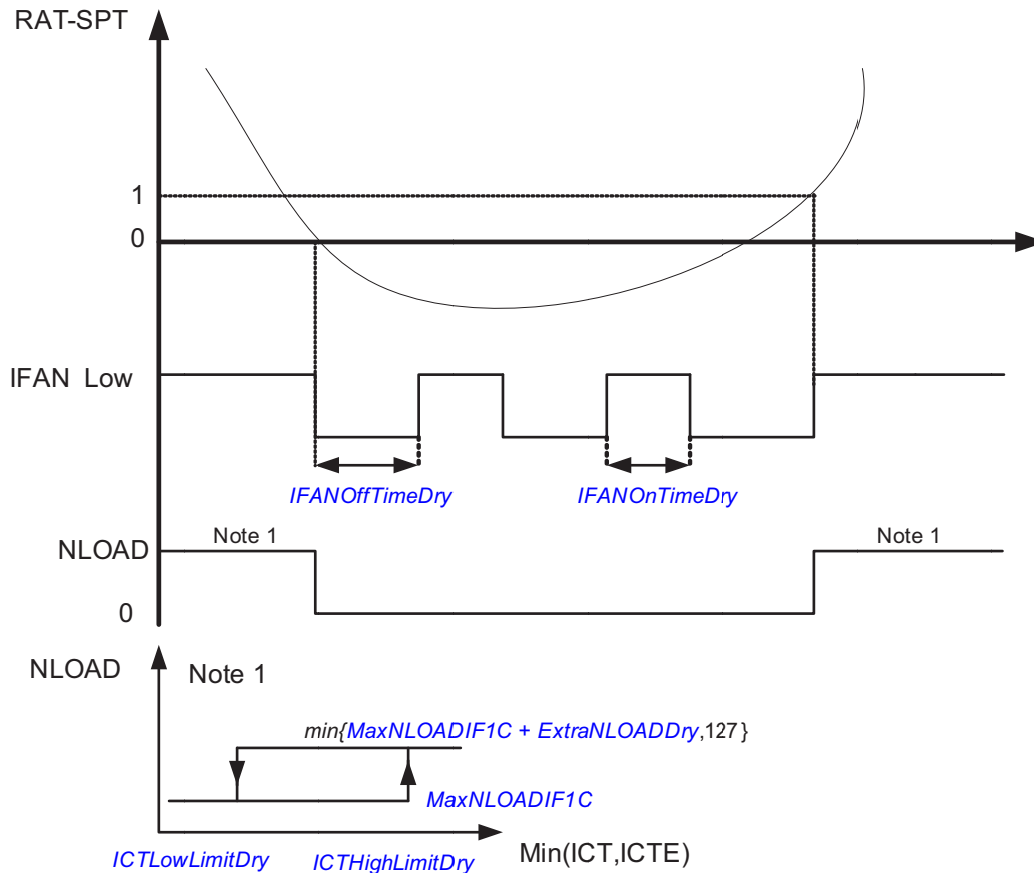 RAT-SPT
1
0
IFAN Low
IFANOffTimeDry
IFANOnTimeDry
NLOAD
Note 1
Note 1
0
NLOAD
Note 1
min{MaxNLOADIF1C + ExtraNLOADDry,127}
MaxNLOADIF1C
ICTLowLimitDry
ICTHighLimitDry
Min(ICT,ICTE)